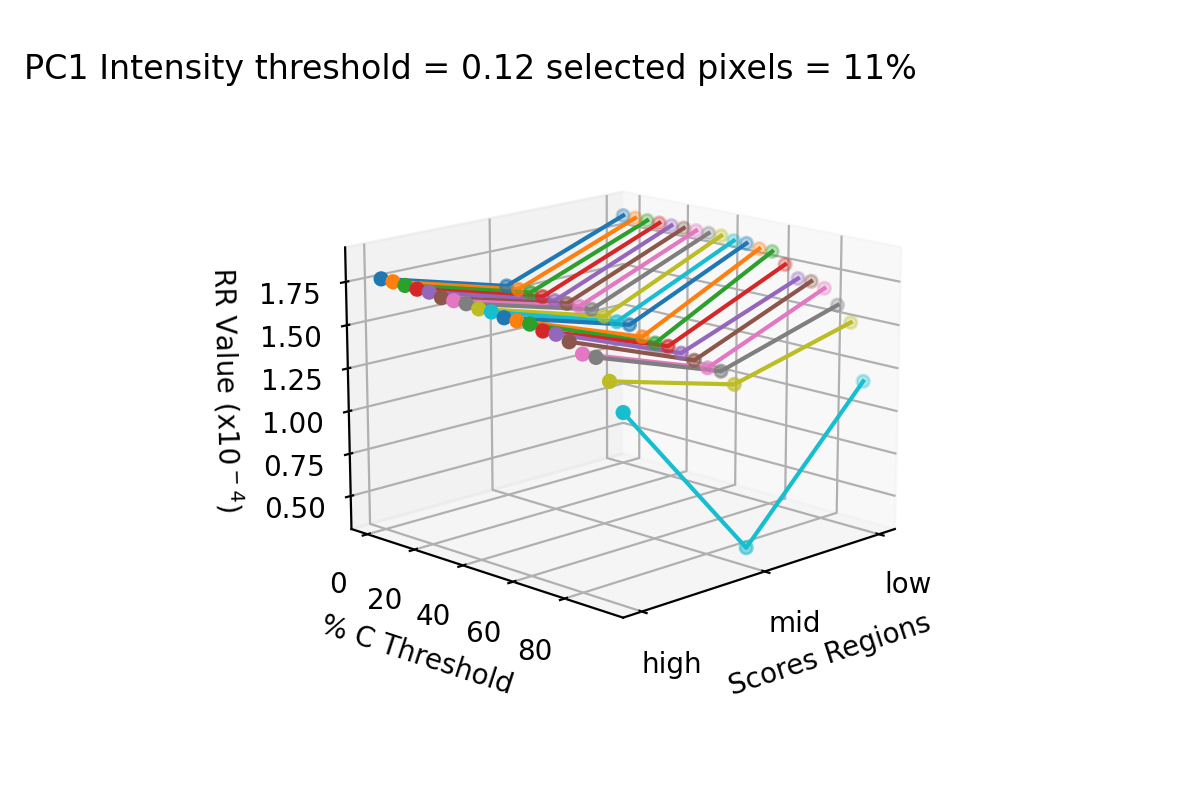 PC1 Intensity threshold = 0.12 selected pixels = 11%
RR Value (x10⁻⁴)
1.75
1.50
1.25
1.00
0.75
0.50
0
20
40
60
80
% C Threshold
high
mid
low
Scores Regions